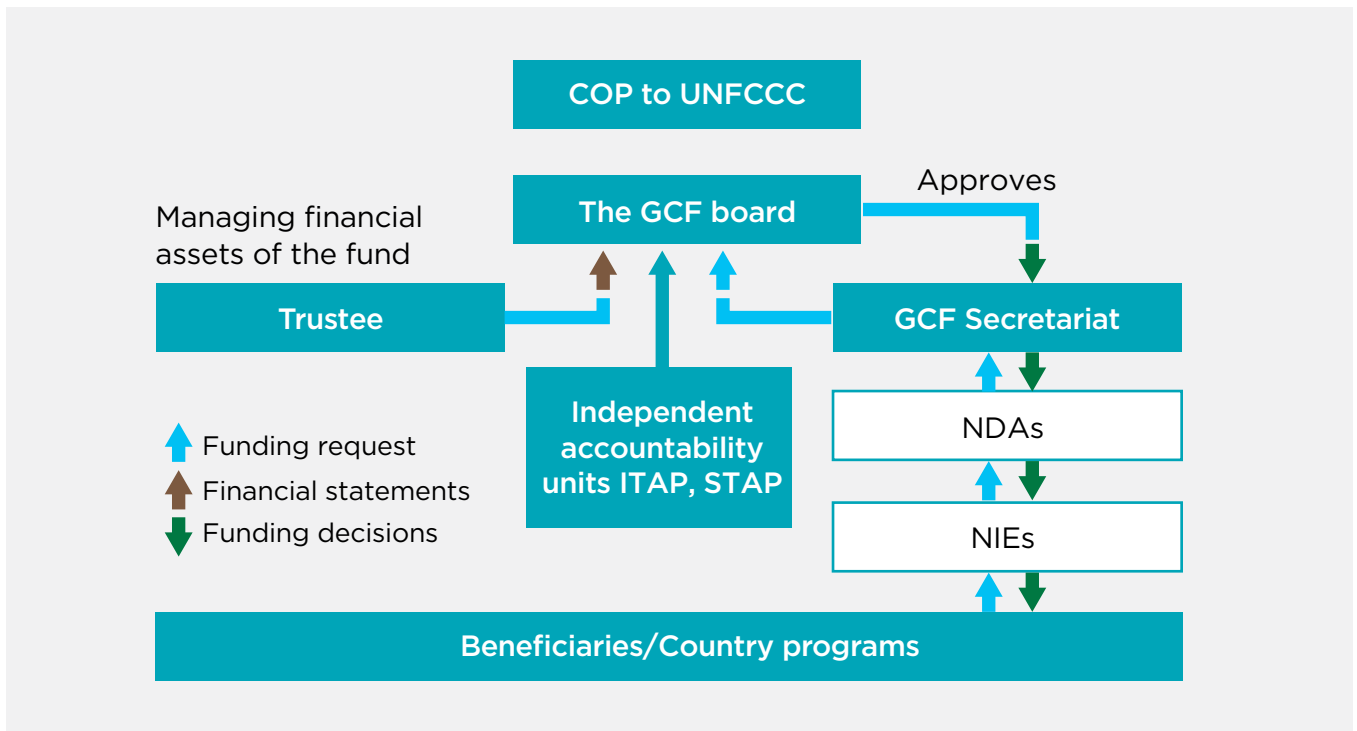 COP to UNFCCC
The GCF board
Approves
Managing financial
assets of the fund
Trustee
GCF Secretariat
Independent
accountability
units ITAP, STAP
NDAs
Funding request
Financial statements
Funding decisions
NIEs
Beneficiaries/Country programs